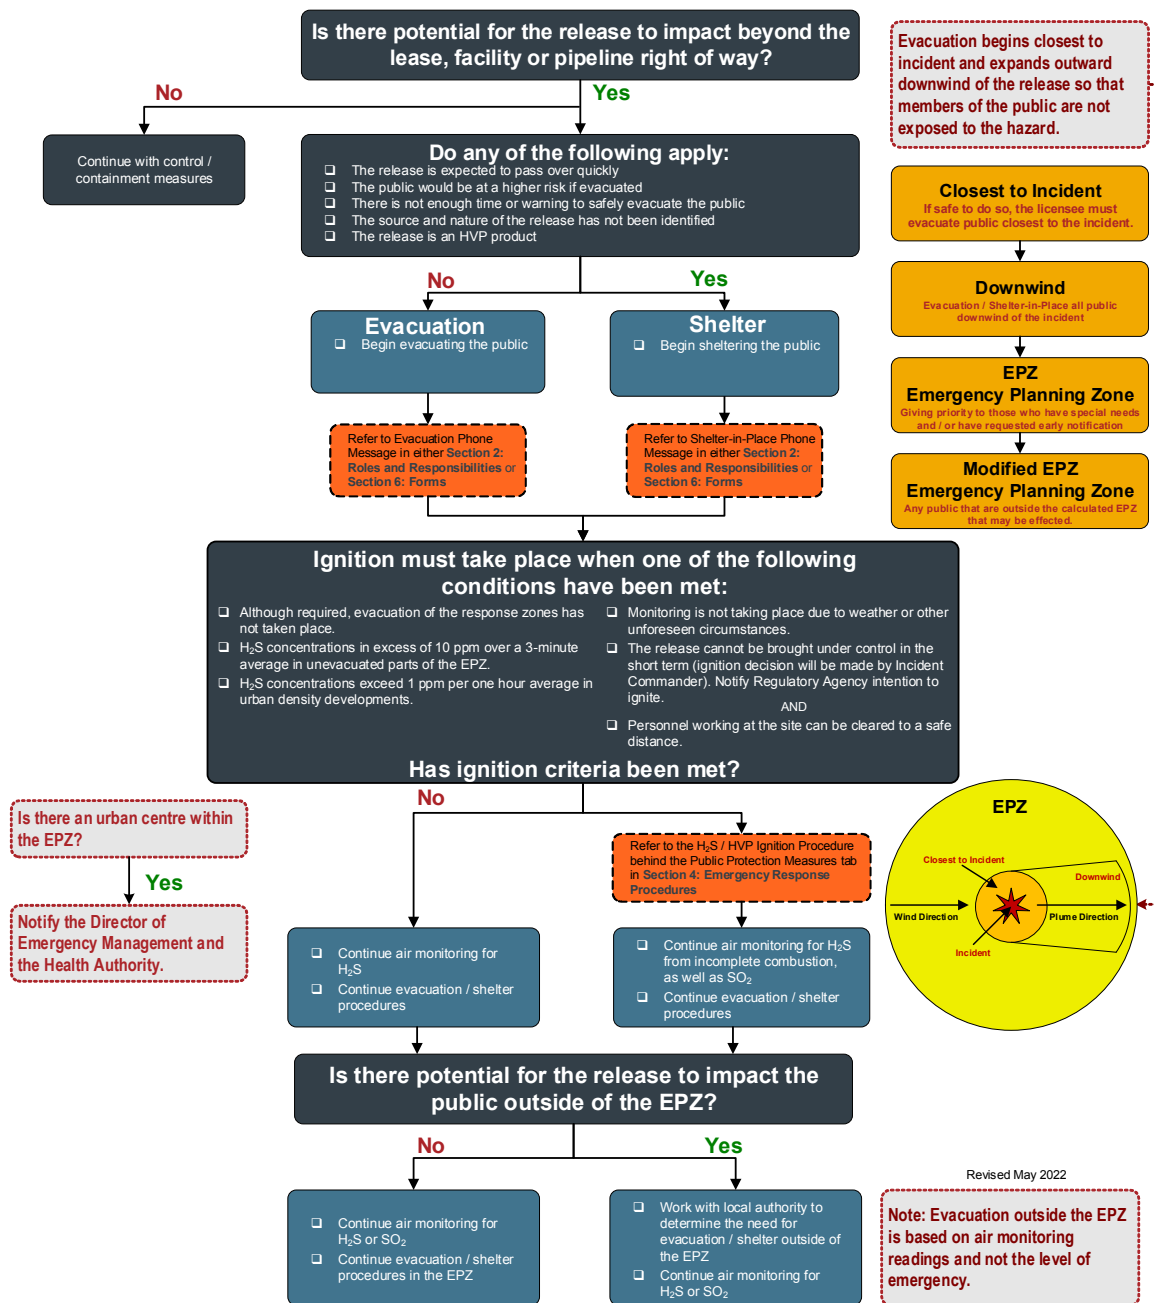 Is there potential for the release to impact beyond the
lease, facility or pipeline right of way?
No
Yes
Continue with control /
containment measures
Do any of the following apply:
❑ The release is expected to pass over quickly
❑ The public would be at a higher risk if evacuated
❑ There is not enough time or warning to safely evacuate the public
❑ The source and nature of the release has not been identified
❑ The release is an HVP product
No
Yes
Evacuation
❑ Begin evacuating the public
Shelter
❑ Begin sheltering the public
Refer to Evacuation Phone
Message in either Section 2:
Roles and Responsibilities or
Section 6: Forms
Refer to Shelter-in-Place Phone
Message in either Section 2:
Roles and Responsibilities or
Section 6: Forms
Evacuation begins closest to
incident and expands outward
downwind of the release so that
members of the public are not
exposed to the hazard.
Closest to Incident
If safe to do so, the licensee must
evacuate public closest to the incident.
Downwind
Evacuation / Shelter-in-Place all public
downwind of the incident
EPZ
Emergency Planning Zone
Giving priority to those who have special needs
and / or have requested early notification
Modified EPZ
Emergency Planning Zone
Any public that are outside the calculated EPZ
that may be effected.
Ignition must take place when one of the following
conditions have been met:
❑ Although required, evacuation of the response zones has
not taken place.
❑ H₂S concentrations in excess of 10 ppm over a 3-minute
average in unevacuated parts of the EPZ.
❑ H₂S concentrations exceed 1 ppm per one hour average in
urban density developments.
❑ Monitoring is not taking place due to weather or other
unforeseen circumstances.
❑ The release cannot be brought under control in the
short term (ignition decision will be made by Incident
Commander). Notify Regulatory Agency intention to
ignite.
AND
❑ Personnel working at the site can be cleared to a safe
distance.
Has ignition criteria been met?
No
Is there an urban centre within
the EPZ?
Yes
Notify the Director of
Emergency Management and
the Health Authority.
Refer to the H₂S / HVP Ignition Procedure
behind the Public Protection Measures tab
in Section 4: Emergency Response
Procedures
❑ Continue air monitoring for
H₂S
❑ Continue evacuation / shelter
procedures
❑ Continue air monitoring for H₂S
from incomplete combustion,
as well as SO₂
❑ Continue evacuation / shelter
procedures
EPZ
Closest to Incident
Downwind
Wind Direction
Plume Direction
Incident
Is there potential for the release to impact the
public outside of the EPZ?
No
Yes
❑ Continue air monitoring for
H₂S or SO₂
❑ Continue evacuation / shelter
procedures in the EPZ
❑ Work with local authority to
determine the need for
evacuation / shelter outside of
the EPZ
❑ Continue air monitoring for
H₂S or SO₂
Revised May 2022
Note: Evacuation outside the EPZ
is based on air monitoring
readings and not the level of
emergency.